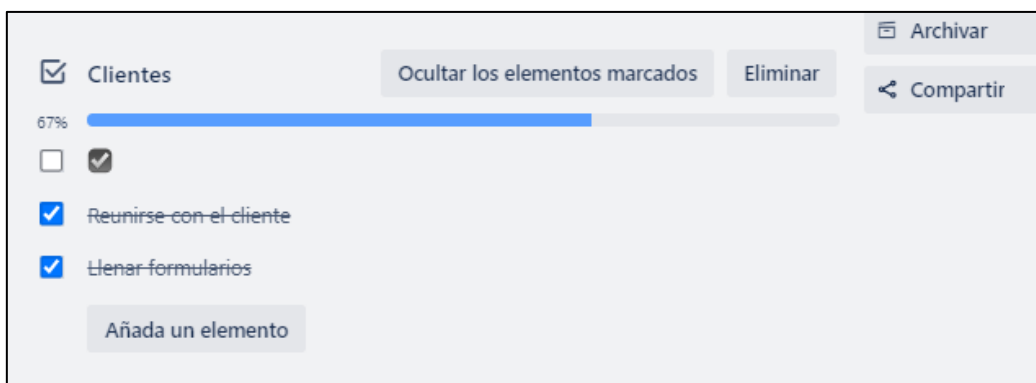 Archivar
Clientes
Ocultar los elementos marcados
Eliminar
Compartir
67%
Reunirse con el cliente
Llenar formularios
Añada un elemento